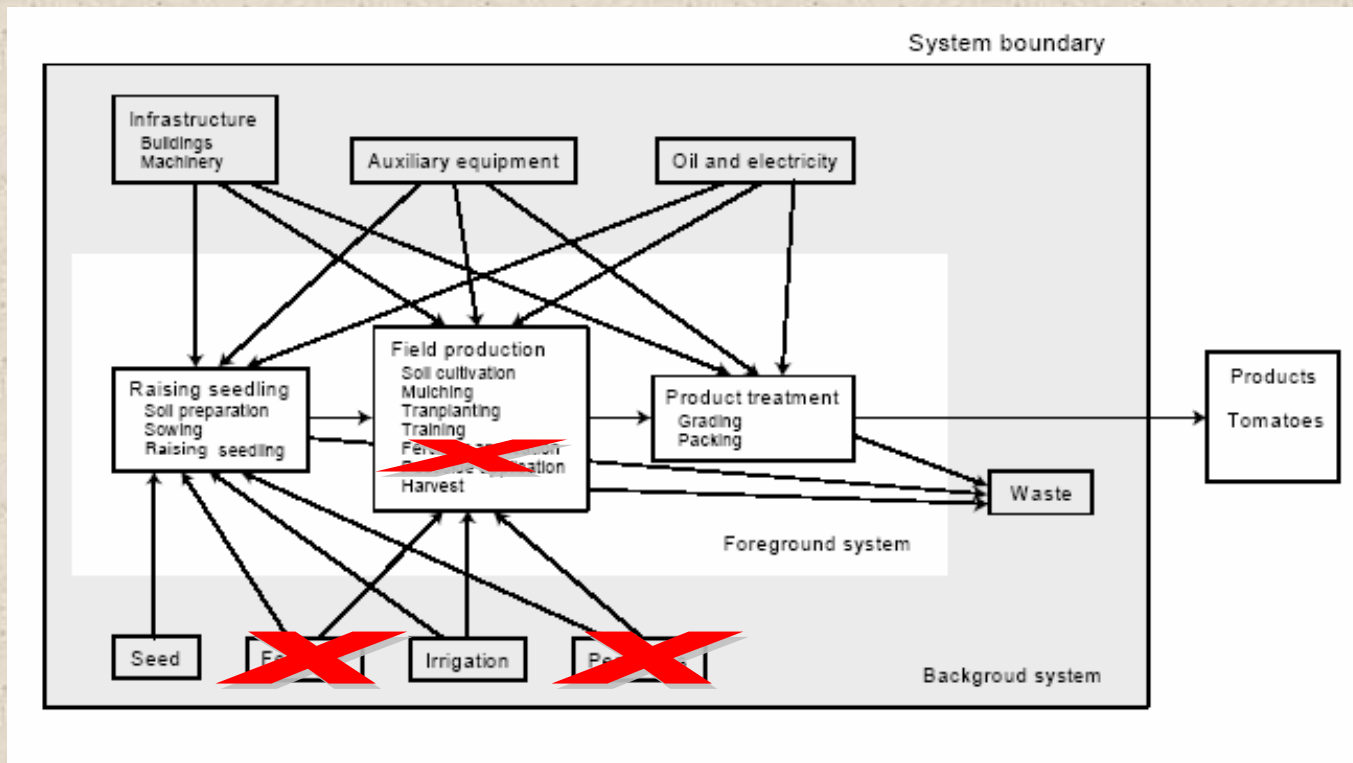 System boundary
Infrastructure
Buildings
Machinery
Auxiliary equipment
Oil and electricity
Raising seedling
Soil preparation
Sowing
Raising seedling
Field production
Soil cultivation
Mulching
Tranplanting
Training
Harvest
Product treatment
Grading
Packing
Products
Tomatoes
Waste
Foreground system
Seed
Irrigation
Backgroud system